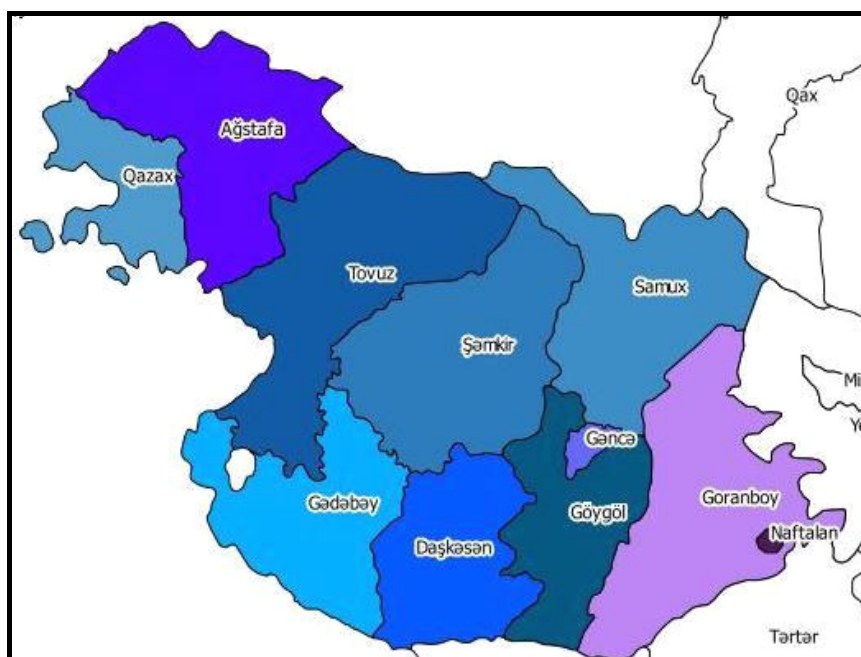 Qax
Ağstafa
Qazax
Tovuz
Samux
Şəmkir
Gəncə
Gədəbəy
Goranboy
Göygöl
Naftalan
Daşkəsən
Tərtər